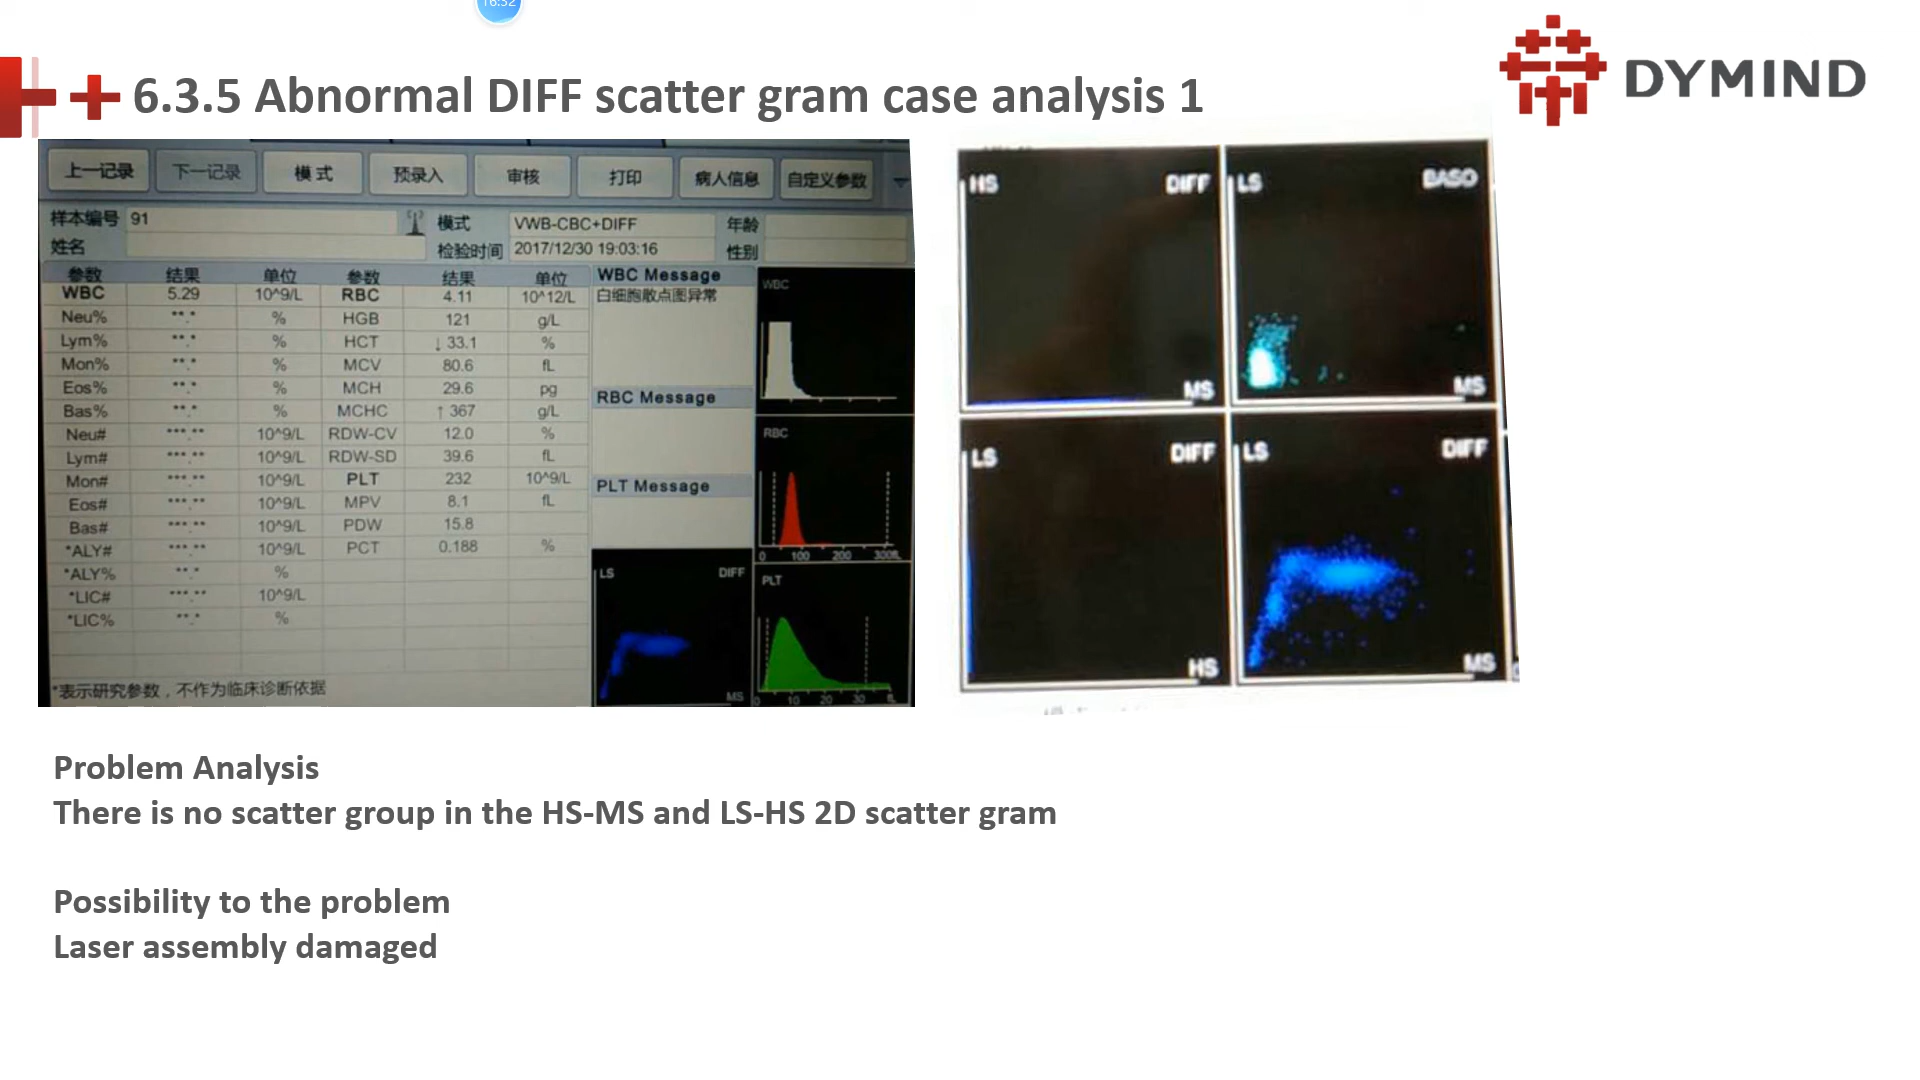 16:32
6.3.5 Abnormal DIFF scatter gram case analysis 1
DYMIND
上一记录 下一记录 模式 预录入 审核 打印 病人信息 自定义参数
样本编号 91 模式 VWB-CBC+DIFF 年龄
姓名 检验时间 2017/12/30 19:03:16 性别
参数 结果 单位 参数 结果 单位
WBC 5.29 10^9/L RBC 4.11 10^12/L
Neu% **.* % HGB 121 g/L
Lym% **.* % HCT ↓ 33.1 %
Mon% **.* % MCV 80.6 fL
Eos% **.* % MCH 29.6 pg
Bas% **.* % MCHC ↑ 367 g/L
Neu# ***.** 10^9/L RDW-CV 12.0 %
Lym# ***.** 10^9/L RDW-SD 39.6 fL
Mon# ***.** 10^9/L PLT 232 10^9/L
Eos# ***.** 10^9/L MPV 8.1 fL
Bas# ***.** 10^9/L PDW 15.8
*ALY# ***.** 10^9/L PCT 0.188 %
*ALY% **.* %
*LIC# ***.** 10^9/L
*LIC% **.* %
*表示研究参数，不作为临床诊断依据
WBC Message
白细胞散点图异常
RBC Message
PLT Message
LS DIFF
MS
WBC
RBC
0 100 200 300fL
PLT
0 10 20 30 fL
HS DIFF
MS
LS BASO
MS
LS DIFF
HS
LS DIFF
MS
Problem Analysis
There is no scatter group in the HS-MS and LS-HS 2D scatter gram
Possibility to the problem
Laser assembly damaged